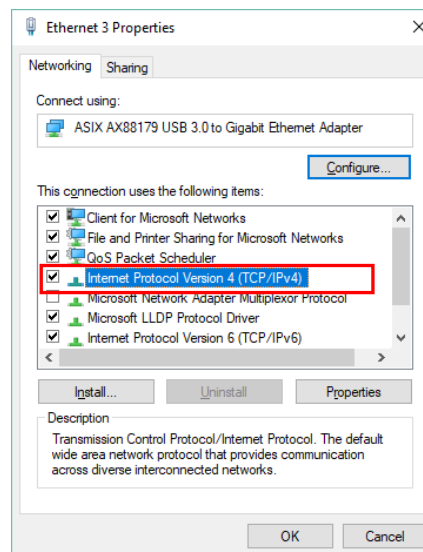 Ethernet 3 Properties
Networking
Sharing
Connect using:
ASIX AX88179 USB 3.0 to Gigabit Ethernet Adapter
Configure...
This connection uses the following items:
Client for Microsoft Networks
File and Printer Sharing for Microsoft Networks
QoS Packet Scheduler
Internet Protocol Version 4 (TCP/IPv4)
Microsoft Network Adapter Multiplexor Protocol
Microsoft LLDP Protocol Driver
Internet Protocol Version 6 (TCP/IPv6)
Install...
Uninstall
Properties
Description
Transmission Control Protocol/Internet Protocol. The default
wide area network protocol that provides communication
across diverse interconnected networks.
OK
Cancel